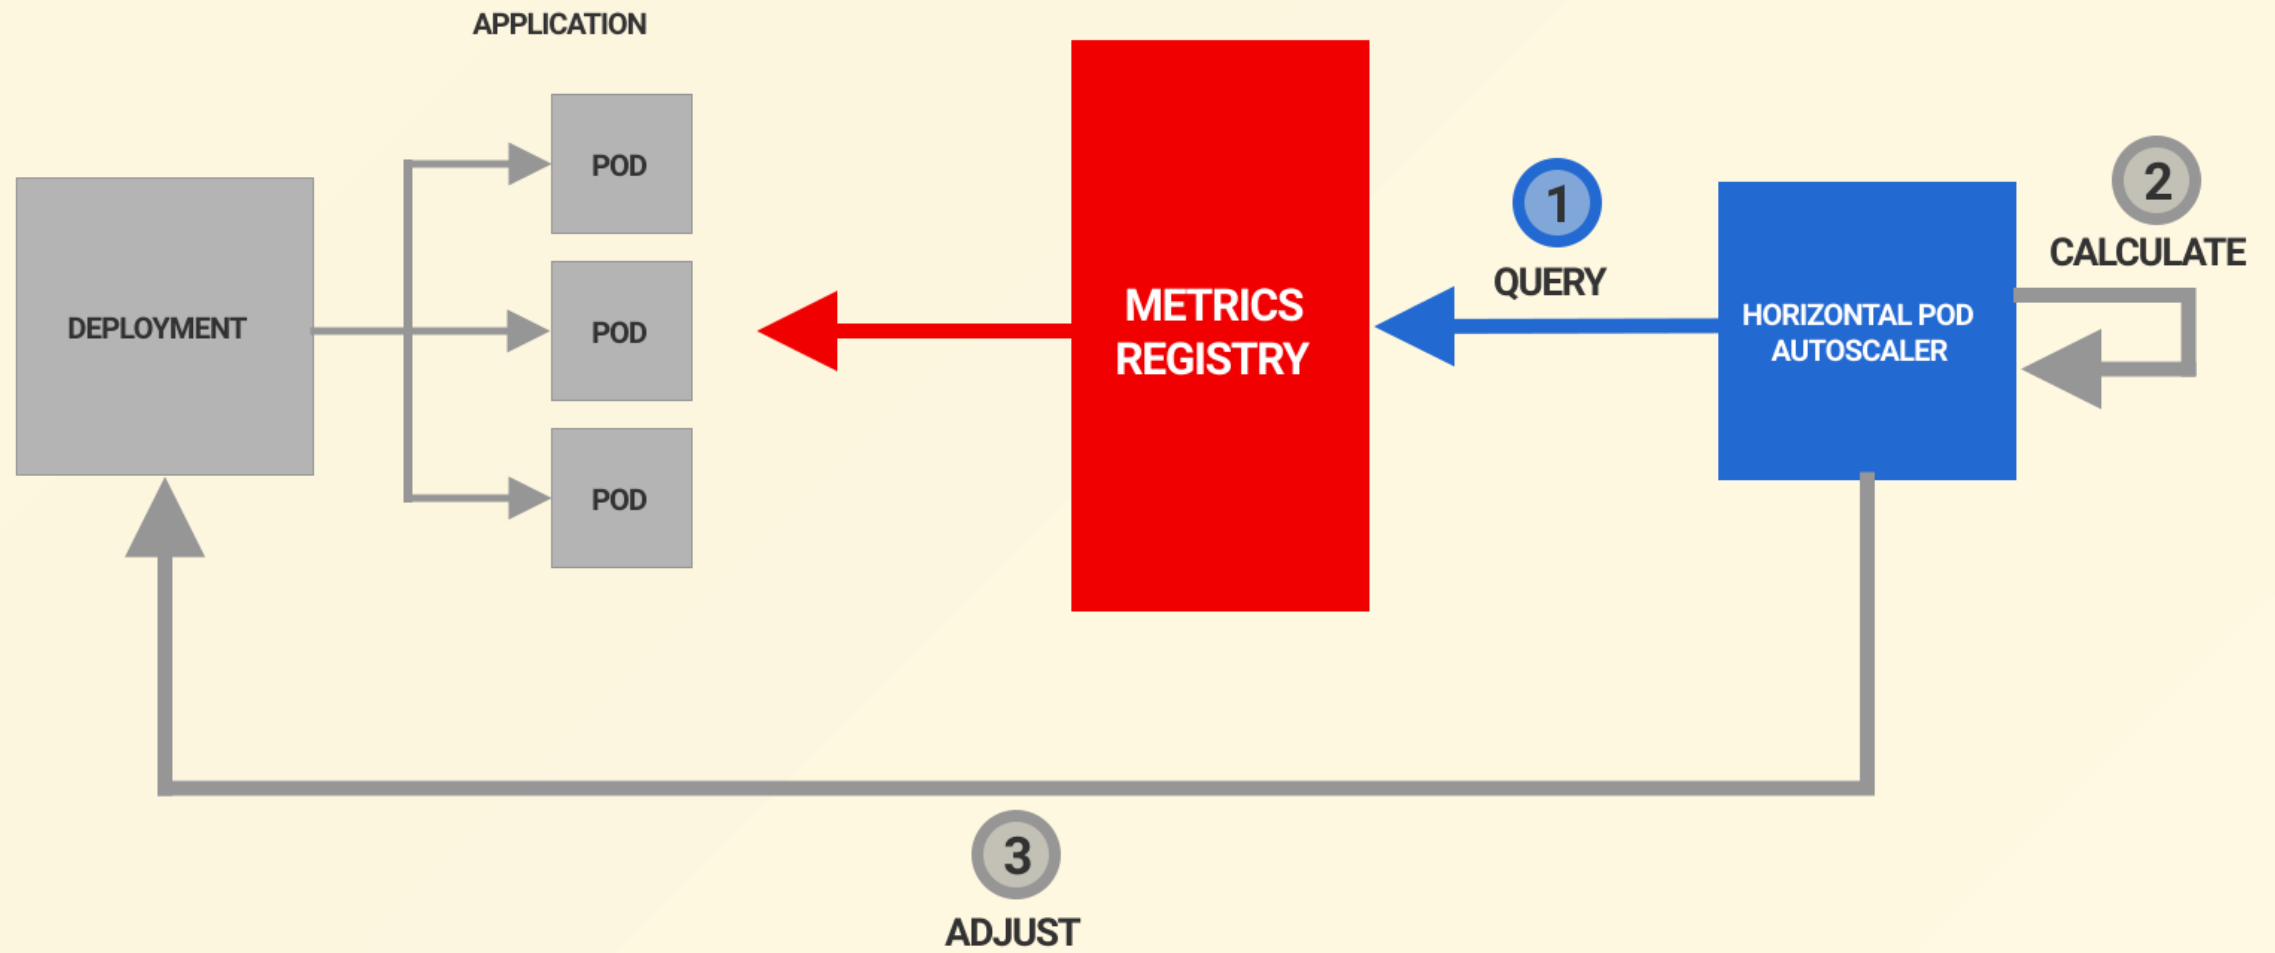 APPLICATION
POD
DEPLOYMENT
POD
POD
METRICS
REGISTRY
1
QUERY
HORIZONTAL POD
AUTOSCALER
2
CALCULATE
3
ADJUST